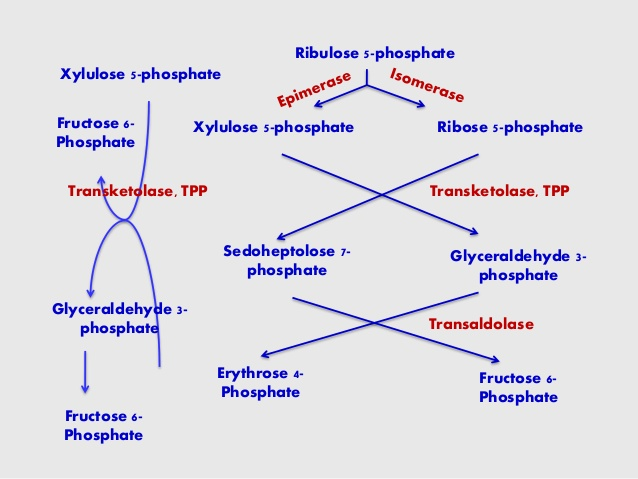 Ribulose 5-phosphate
Xylulose 5-phosphate
Epimerase
Isomerase
Fructose 6-
Phosphate
Xylulose 5-phosphate
Ribose 5-phosphate
Transketolase, TPP
Transketolase, TPP
Sedoheptolose 7-
phosphate
Glyceraldehyde 3-
phosphate
Glyceraldehyde 3-
phosphate
Transaldolase
Erythrose 4-
Phosphate
Fructose 6-
Phosphate
Fructose 6-
Phosphate